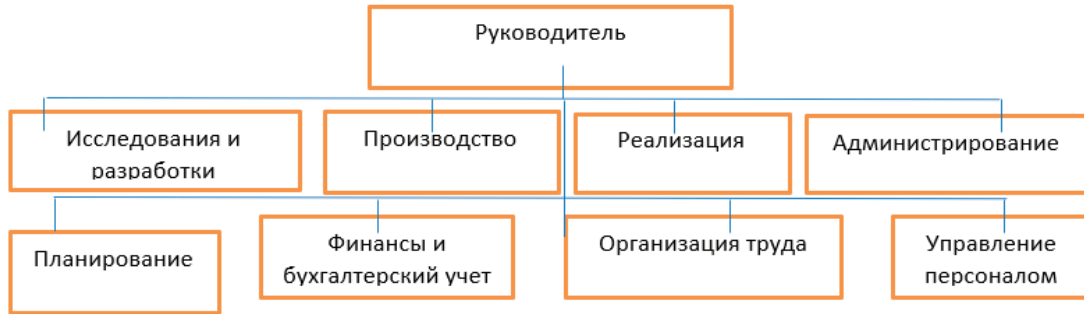 Руководитель
Исследования и
разработки
Производство
Реализация
Администрирование
Планирование
Финансы и
бухгалтерский учет
Организация труда
Управление
персоналом